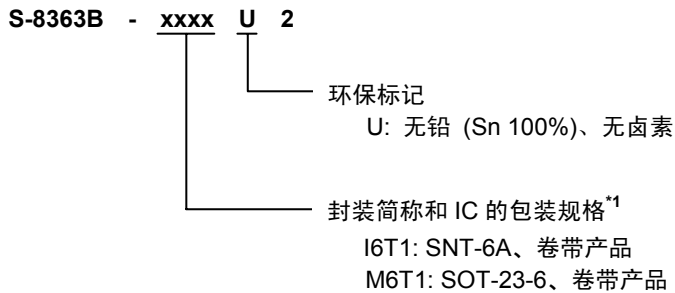 S-8363B - xxxx U 2
环保标记
U: 无铅 (Sn 100%)、无卤素
封装简称和 IC 的包装规格*1
I6T1: SNT-6A、卷带产品
M6T1: SOT-23-6、卷带产品